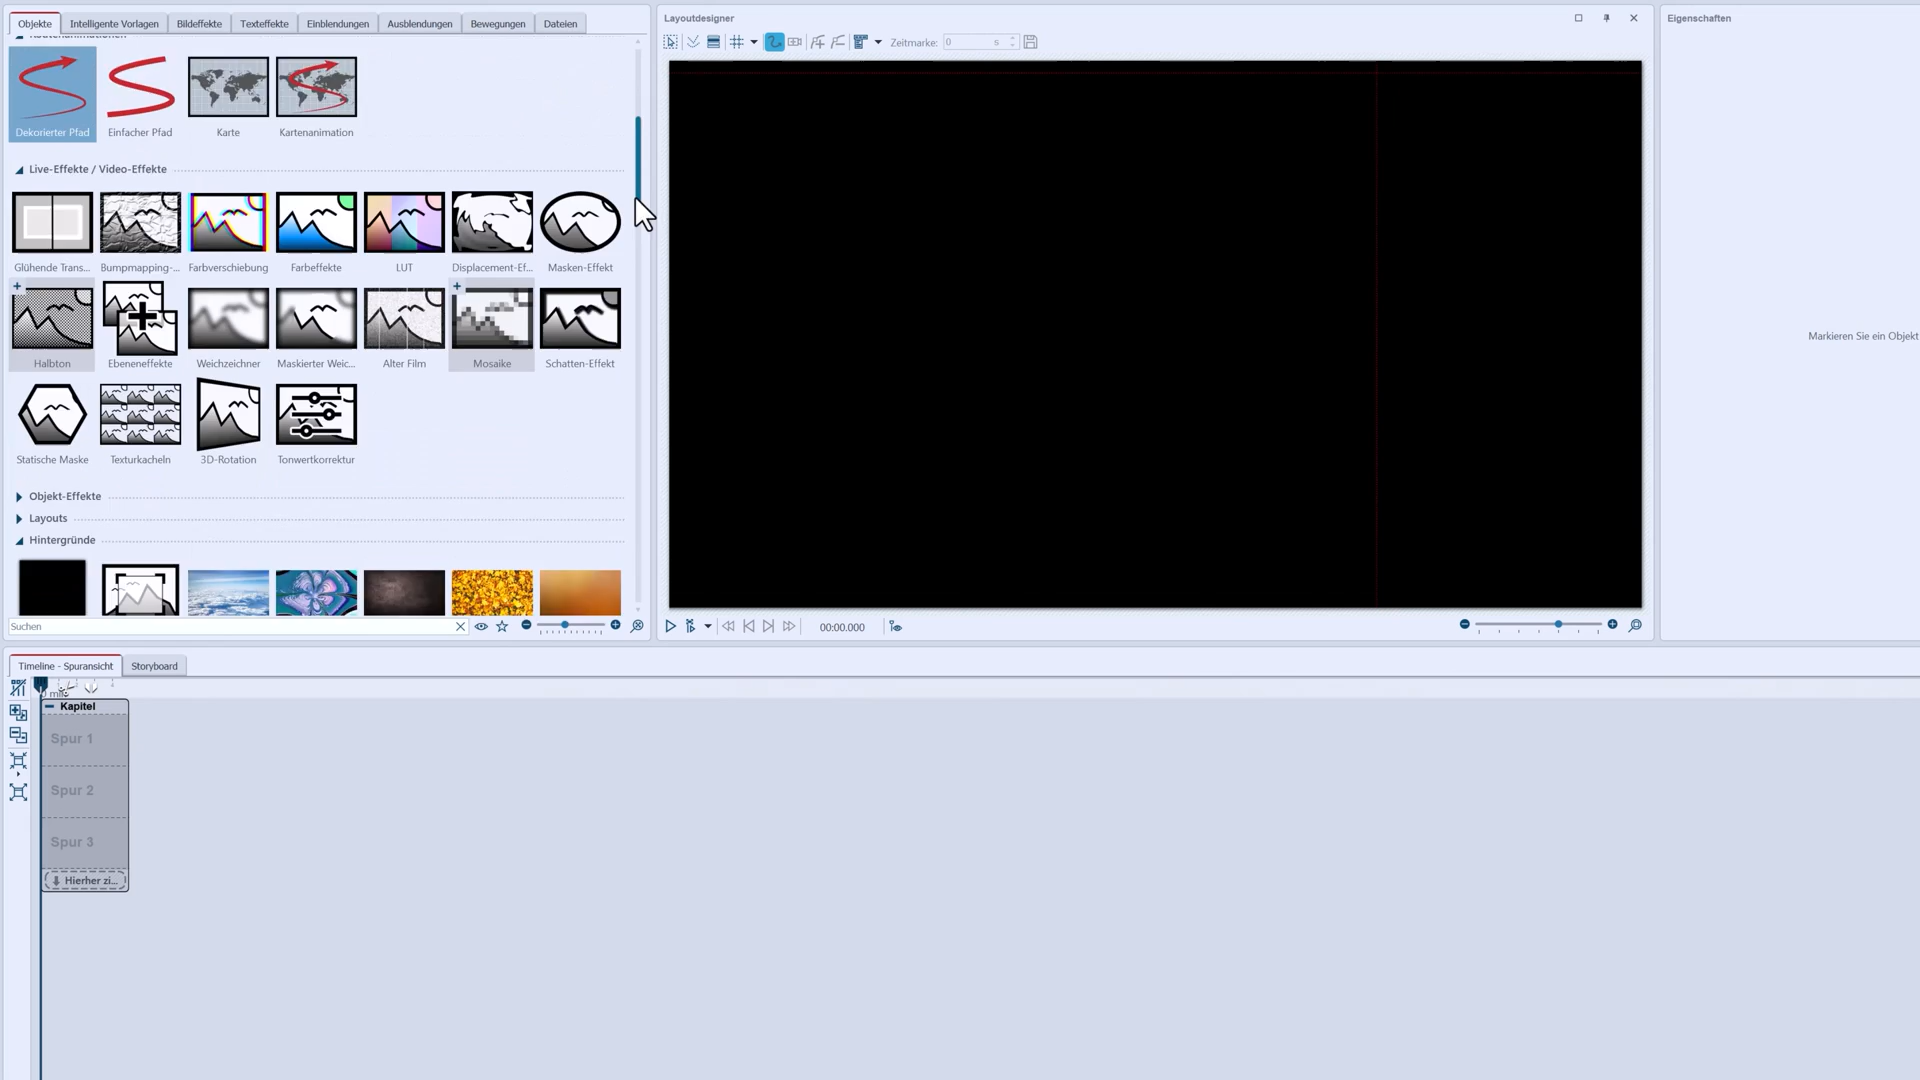 Objekte
Intelligente Vorlagen
Bildeffekte
Texteffekte
Einblendungen
Ausblendungen
Bewegungen
Dateien
Layoutdesigner
Eigenschaften
Zeitmarke: 0 s
Routenanimationen
Dekorierter Pfad
Einfacher Pfad
Karte
Kartenanimation
Live-Effekte / Video-Effekte
Glühende Trans...
Bumpmapping-...
Farbverschiebung
Farbeffekte
LUT
Displacement-Ef...
Masken-Effekt
Halbton
Ebeneneffekte
Weichzeichner
Maskierter Weic...
Alter Film
Mosaike
Schatten-Effekt
Statische Maske
Texturkacheln
3D-Rotation
Tonwertkorrektur
Objekt-Effekte
Layouts
Hintergründe
Markieren Sie ein Objekt
Suchen
00:00.000
Timeline - Spuransicht
Storyboard
Kapitel
Spur 1
Spur 2
Spur 3
Hierher zi...